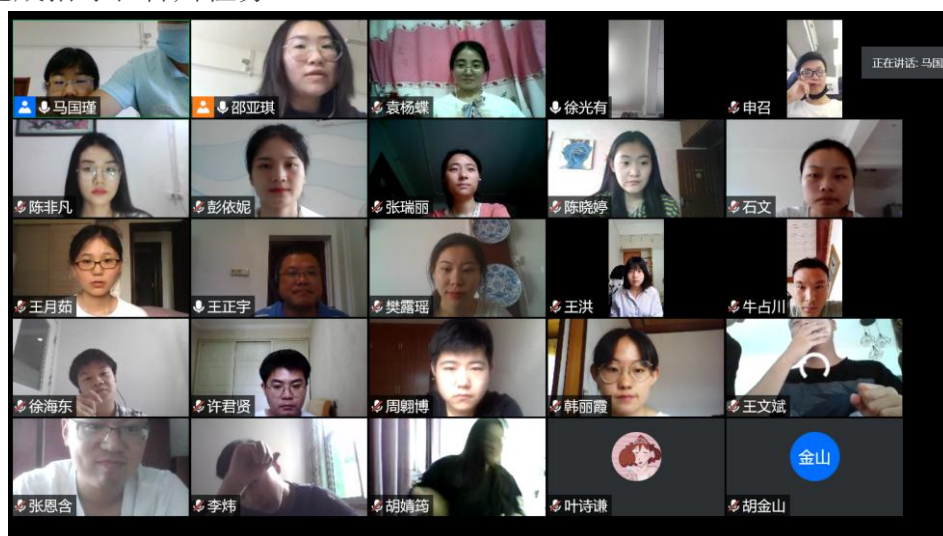 正在讲话: 马国
马国瑾
邵亚琪
袁杨蝶
徐光有
申召
陈非凡
彭依妮
张瑞丽
陈晓婷
石文
王月茹
王正宇
樊露瑶
王洪
牛占川
徐海东
许君贤
周翱博
韩丽霞
王文斌
张恩含
李炜
胡婧筠
叶诗谦
金山
胡金山